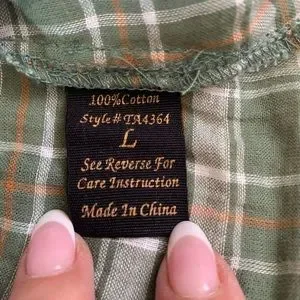 100%Cotton
Style# TA4364
L
See Reverse For
Care Instruction
Made In China